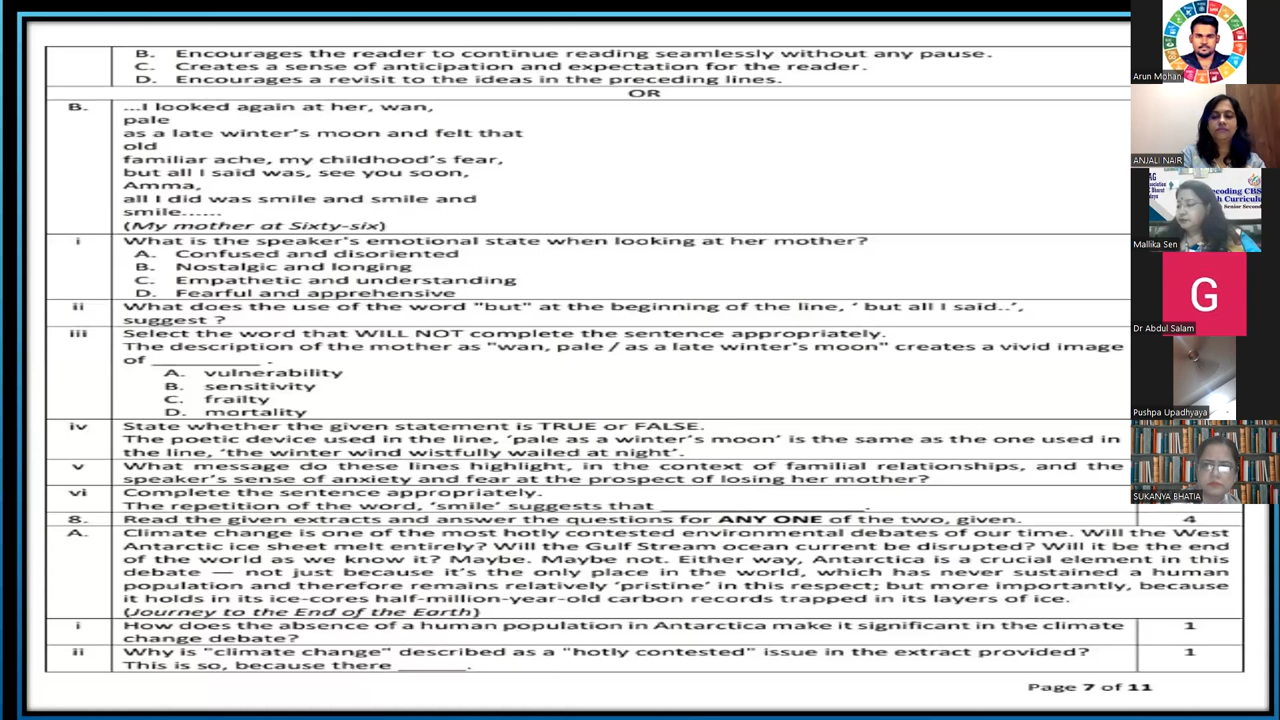 B. Encourages the reader to continue reading seamlessly without any pause.
C. Creates a sense of anticipation and expectation for the reader.
D. Encourages a revisit to the ideas in the preceding lines.
OR
B. ...I looked again at her, wan,
pale
as a late winter's moon and felt that
old
familiar ache, my childhood's fear,
but all I said was, see you soon,
Amma,
all I did was smile and smile and
smile......
(My mother at Sixty-six)
i What is the speaker's emotional state when looking at her mother?
A. Confused and disoriented
B. Nostalgic and longing
C. Empathetic and understanding
D. Fearful and apprehensive
ii What does the use of the word "but" at the beginning of the line, ' but all I said..',
suggest ?
iii Select the word that WILL NOT complete the sentence appropriately.
The description of the mother as "wan, pale / as a late winter's moon" creates a vivid image
of __________ .
A. vulnerability
B. sensitivity
C. frailty
D. mortality
iv State whether the given statement is TRUE or FALSE.
The poetic device used in the line, 'pale as a winter's moon' is the same as the one used in
the line, 'the winter wind wistfully wailed at night'.
v What message do these lines highlight, in the context of familial relationships, and the
speaker's sense of anxiety and fear at the prospect of losing her mother?
vi Complete the sentence appropriately.
The repetition of the word, 'smile' suggests that ___________________.
8. Read the given extracts and answer the questions for ANY ONE of the two, given. 4
A. Climate change is one of the most hotly contested environmental debates of our time. Will the West
Antarctic ice sheet melt entirely? Will the Gulf Stream ocean current be disrupted? Will it be the end
of the world as we know it? Maybe. Maybe not. Either way, Antarctica is a crucial element in this
debate — not just because it's the only place in the world, which has never sustained a human
population and therefore remains relatively 'pristine' in this respect; but more importantly, because
it holds in its ice-cores half-million-year-old carbon records trapped in its layers of ice.
(Journey to the End of the Earth)
i How does the absence of a human population in Antarctica make it significant in the climate 1
change debate?
ii Why is "climate change" described as a "hotly contested" issue in the extract provided? 1
This is so, because there ______.
Page 7 of 11
Arun Mohan
ANJALI NAIR
ecoding CBS
h Curriculu
Senior Second
Mallika Sen
G
Dr Abdul Salam
Pushpa Upadhyaya
SUKANYA BHATIA